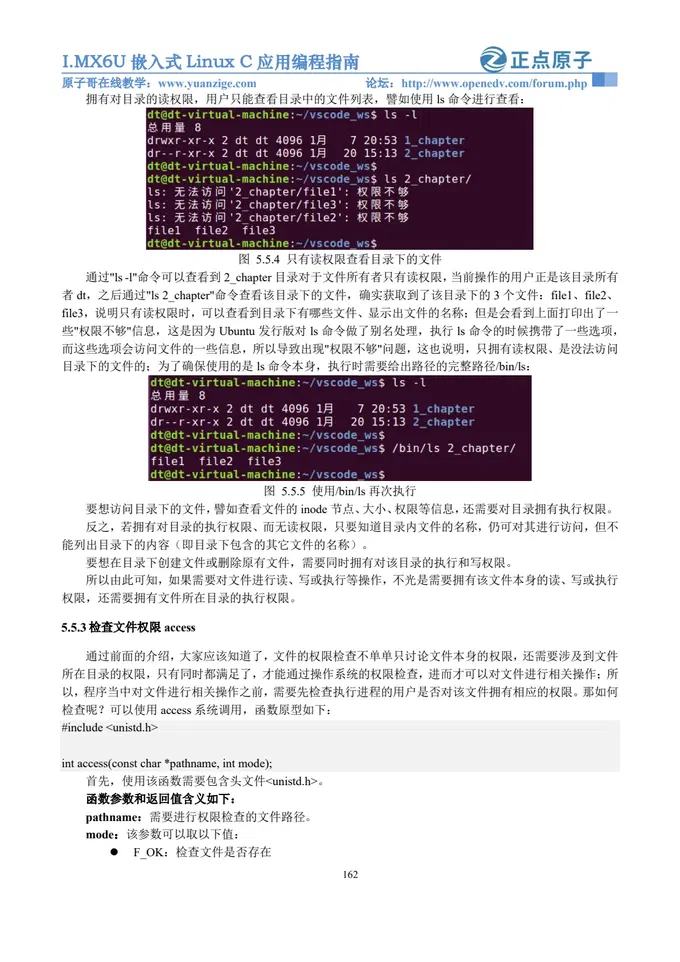 I.MX6U 嵌入式 Linux C 应用编程指南
正点原子
原子哥在线教学：www.yuanzige.com 论坛：http://www.openedv.com/forum.php
拥有对目录的读权限，用户只能查看目录中的文件列表，譬如使用 ls 命令进行查看：
dt@dt-virtual-machine:~/vscode_ws$ ls -l
总用量 8
drwxr-xr-x 2 dt dt 4096 1月 7 20:53 1_chapter
dr--r-xr-x 2 dt dt 4096 1月 20 15:13 2_chapter
dt@dt-virtual-machine:~/vscode_ws$
dt@dt-virtual-machine:~/vscode_ws$ ls 2_chapter/
ls: 无法访问'2_chapter/file1': 权限不够
ls: 无法访问'2_chapter/file3': 权限不够
ls: 无法访问'2_chapter/file2': 权限不够
file1 file2 file3
dt@dt-virtual-machine:~/vscode_ws$
图 5.5.4 只有读权限查看目录下的文件
通过"ls -l"命令可以查看到 2_chapter 目录对于文件所有者只有读权限，当前操作的用户正是该目录所有
者 dt，之后通过"ls 2_chapter"命令查看该目录下的文件，确实获取到了该目录下的 3 个文件：file1、file2、
file3，说明只有读权限时，可以查看到目录下有哪些文件、显示出文件的名称；但是会看到上面打印出了一
些"权限不够"信息，这是因为 Ubuntu 发行版对 ls 命令做了别名处理，执行 ls 命令的时候携带了一些选项，
而这些选项会访问文件的一些信息，所以导致出现"权限不够"问题，这也说明，只拥有读权限、是没法访问
目录下的文件的；为了确保使用的是 ls 命令本身，执行时需要给出路径的完整路径/bin/ls：
dt@dt-virtual-machine:~/vscode_ws$ ls -l
总用量 8
drwxr-xr-x 2 dt dt 4096 1月 7 20:53 1_chapter
dr--r-xr-x 2 dt dt 4096 1月 20 15:13 2_chapter
dt@dt-virtual-machine:~/vscode_ws$
dt@dt-virtual-machine:~/vscode_ws$ /bin/ls 2_chapter/
file1 file2 file3
dt@dt-virtual-machine:~/vscode_ws$
图 5.5.5 使用/bin/ls 再次执行
要想访问目录下的文件，譬如查看文件的 inode 节点、大小、权限等信息，还需要对目录拥有执行权限。
反之，若拥有对目录的执行权限、而无读权限，只要知道目录内文件的名称，仍可对其进行访问，但不
能列出目录下的内容（即目录下包含的其它文件的名称）。
要想在目录下创建文件或删除原有文件，需要同时拥有对该目录的执行和写权限。
所以由此可知，如果需要对文件进行读、写或执行等操作，不光是需要拥有该文件本身的读、写或执行
权限，还需要拥有文件所在目录的执行权限。
5.5.3 检查文件权限 access
通过前面的介绍，大家应该知道了，文件的权限检查不单单只讨论文件本身的权限，还需要涉及到文件
所在目录的权限，只有同时都满足了，才能通过操作系统的权限检查，进而才可以对文件进行相关操作；所
以，程序当中对文件进行相关操作之前，需要先检查执行进程的用户是否对该文件拥有相应的权限。那如何
检查呢？可以使用 access 系统调用，函数原型如下：
#include <unistd.h>
int access(const char *pathname, int mode);
首先，使用该函数需要包含头文件<unistd.h>。
函数参数和返回值含义如下：
pathname：需要进行权限检查的文件路径。
mode：该参数可以取以下值：
● F_OK：检查文件是否存在
162